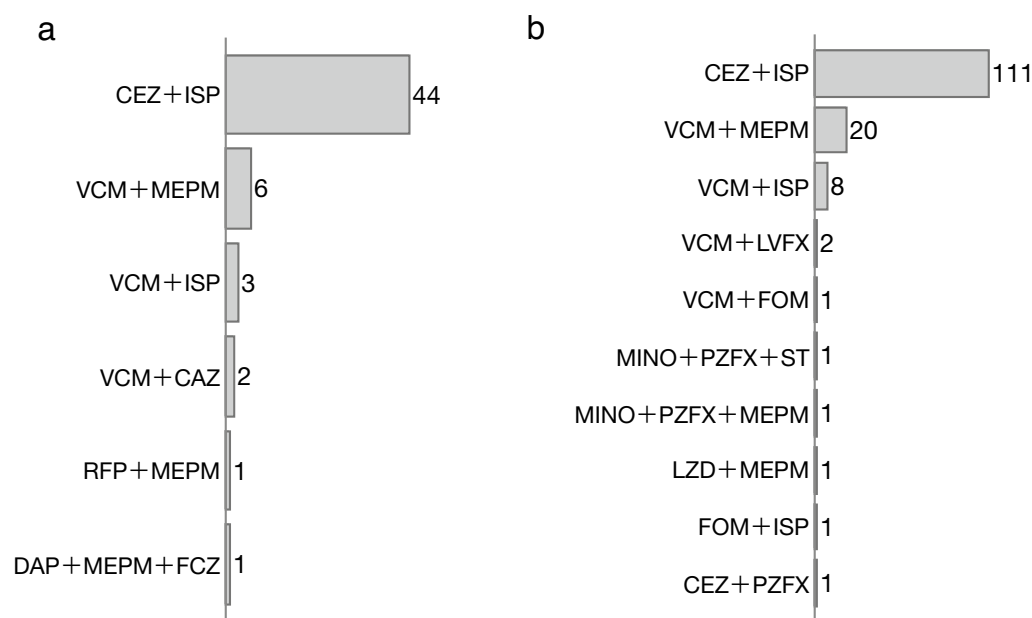 a
CEZ+ISP 44
VCM+MEPM 6
VCM+ISP 3
VCM+CAZ 2
RFP+MEPM 1
DAP+MEPM+FCZ 1
b
CEZ+ISP 111
VCM+MEPM 20
VCM+ISP 8
VCM+LVFX 2
VCM+FOM 1
MINO+PZFX+ST 1
MINO+PZFX+MEPM 1
LZD+MEPM 1
FOM+ISP 1
CEZ+PZFX 1